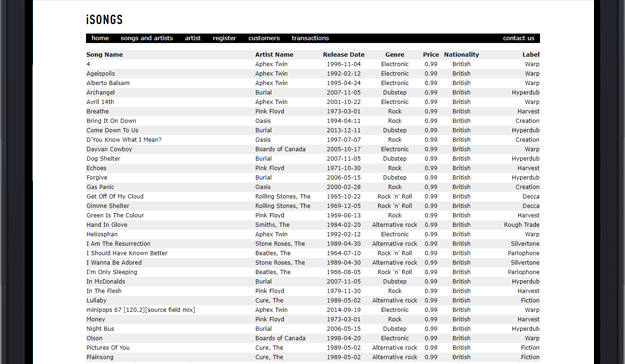 iSONGS
home songs and artists artist register customers transactions contact us
Song Name Artist Name Release Date Genre Price Nationality Label
4 Aphex Twin 1996-11-04 Electronic 0.99 British Warp
Ageispolis Aphex Twin 1992-02-12 Electronic 0.99 British Warp
Alberto Balsam Aphex Twin 1995-04-24 Electronic 0.99 British Warp
Archangel Burial 2007-11-05 Dubstep 0.99 British Hyperdub
Avril 14th Aphex Twin 2001-10-22 Electronic 0.99 British Warp
Breathe Pink Floyd 1973-03-01 Rock 0.99 British Harvest
Bring It On Down Oasis 1994-04-11 Rock 0.99 British Creation
Come Down To Us Burial 2013-12-11 Dubstep 0.99 British Hyperdub
D'You Know What I Mean? Oasis 1997-07-07 Rock 0.99 British Creation
Dayvan Cowboy Boards of Canada 2005-10-17 Electronic 0.99 British Warp
Dog Shelter Burial 2007-11-05 Dubstep 0.99 British Hyperdub
Echoes Pink Floyd 1971-10-30 Rock 0.99 British Harvest
Forgive Burial 2006-05-15 Dubstep 0.99 British Hyperdub
Gas Panic Oasis 2000-02-28 Rock 0.99 British Creation
Get Off Of My Cloud Rolling Stones, The 1965-10-22 Rock 'n' Roll 0.99 British Decca
Gimme Shelter Rolling Stones, The 1969-12-05 Rock 'n' Roll 0.99 British Decca
Green Is The Colour Pink Floyd 1969-06-13 Rock 0.99 British Harvest
Hand In Glove Smiths, The 1984-02-20 Alternative rock 0.99 British Rough Trade
Heliosphan Aphex Twin 1992-02-12 Electronic 0.99 British Warp
I Am The Resurrection Stone Roses, The 1989-04-30 Alternative rock 0.99 British Silvertone
I Should Have Known Better Beatles, The 1964-07-10 Rock 'n' Roll 0.99 British Parlophone
I Wanna Be Adored Stone Roses, The 1989-04-30 Alternative rock 0.99 British Silvertone
I'm Only Sleeping Beatles, The 1966-08-05 Rock 'n' Roll 0.99 British Parlophone
In McDonalds Burial 2007-11-05 Dubstep 0.99 British Hyperdub
In The Flesh Pink Floyd 1979-11-30 Rock 0.99 British Harvest
Lullaby Cure, The 1989-05-02 Alternative rock 0.99 British Fiction
minipops 67 [120.2][source field mix] Aphex Twin 2014-09-19 Electronic 0.99 British Warp
Money Pink Floyd 1973-03-01 Rock 0.99 British Harvest
Night Bus Burial 2006-05-15 Dubstep 0.99 British Hyperdub
Olson Boards of Canada 1998-04-20 Electronic 0.99 British Warp
Pictures Of You Cure, The 1989-05-02 Alternative rock 0.99 British Fiction
Plainsong Cure, The 1989-05-02 Alternative rock 0.99 British Fiction